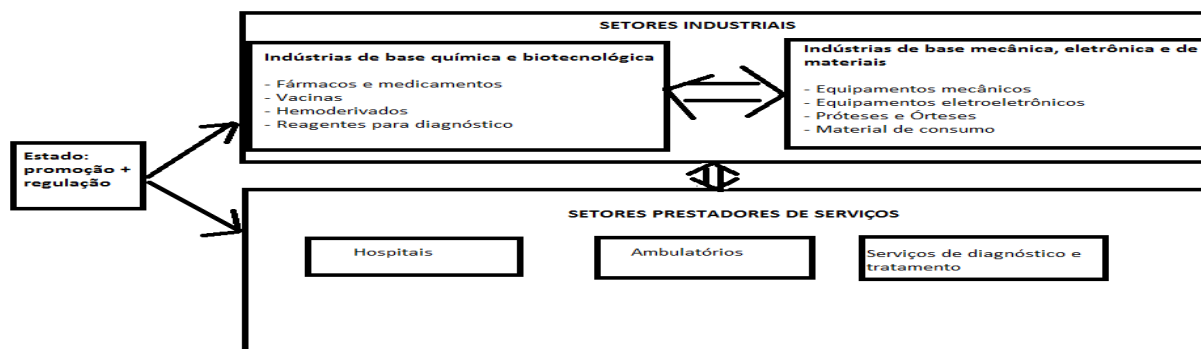 SETORES INDUSTRIAIS
Indústrias de base química e biotecnológica
- Fármacos e medicamentos
- Vacinas
- Hemoderivados
- Reagentes para diagnóstico
Indústrias de base mecânica, eletrônica e de
materiais
- Equipamentos mecânicos
- Equipamentos eletroeletrônicos
- Próteses e Órteses
- Material de consumo
Estado:
promoção +
regulação
SETORES PRESTADORES DE SERVIÇOS
Hospitais
Ambulatórios
Serviços de diagnóstico e
tratamento